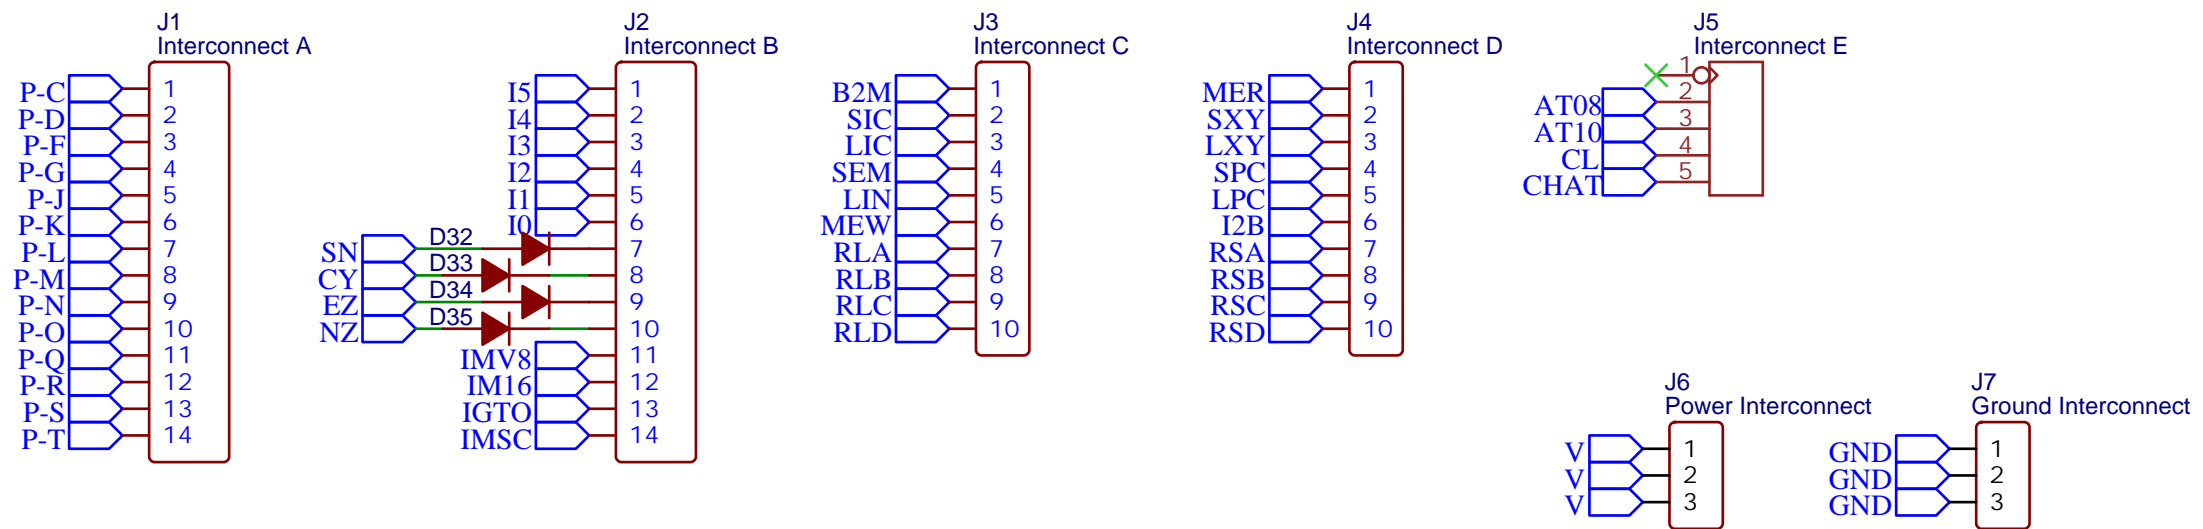 J1
Interconnect A
P-C 1
P-D 2
P-F 3
P-G 4
P-J 5
P-K 6
P-L 7
P-M 8
P-N 9
P-O 10
P-Q 11
P-R 12
P-S 13
P-T 14
J2
Interconnect B
I5 1
I4 2
I3 3
I2 4
I1 5
I0 6
SN D32 7
CY D33 8
EZ D34 9
NZ D35 10
IMV8 11
IM16 12
IGTO 13
IMSC 14
J3
Interconnect C
B2M 1
SIC 2
LIC 3
SEM 4
LIN 5
MEW 6
RLA 7
RLB 8
RLC 9
RLD 10
J4
Interconnect D
MER 1
SXY 2
LXY 3
SPC 4
LPC 5
I2B 6
RSA 7
RSB 8
RSC 9
RSD 10
J5
Interconnect E
1
AT08 2
AT10 3
CL 4
CHAT 5
J6
Power Interconnect
V 1
V 2
V 3
J7
Ground Interconnect
GND 1
GND 2
GND 3